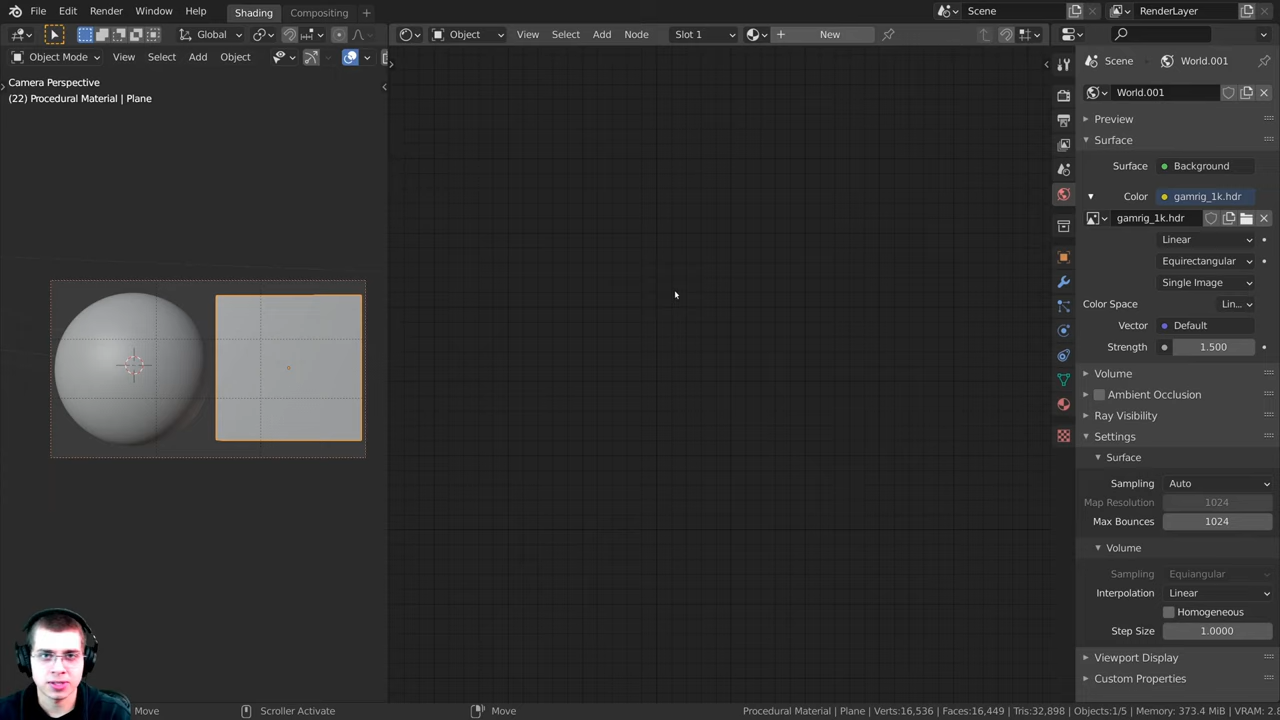 File Edit Render Window Help Shading Compositing Scene RenderLayer
Global Object View Select Add Node Slot 1 New
Object Mode View Select Add Object Scene World.001
Camera Perspective
(22) Procedural Material | Plane
World.001
Preview
Surface
Surface Background
Color gamrig_1k.hdr
gamrig_1k.hdr
Linear
Equirectangular
Single Image
Color Space Lin...
Vector Default
Strength 1.500
Volume
Ambient Occlusion
Ray Visibility
Settings
Surface
Sampling Auto
Map Resolution 1024
Max Bounces 1024
Volume
Sampling Equiangular
Interpolation Linear
Homogeneous
Step Size 1.0000
Viewport Display
Custom Properties
Move Scroller Activate Move Procedural Material | Plane | Verts:16,536 | Faces:16,449 | Tris:32,898 | Objects:1/5 | Memory: 373.4 MiB | VRAM: 2.8